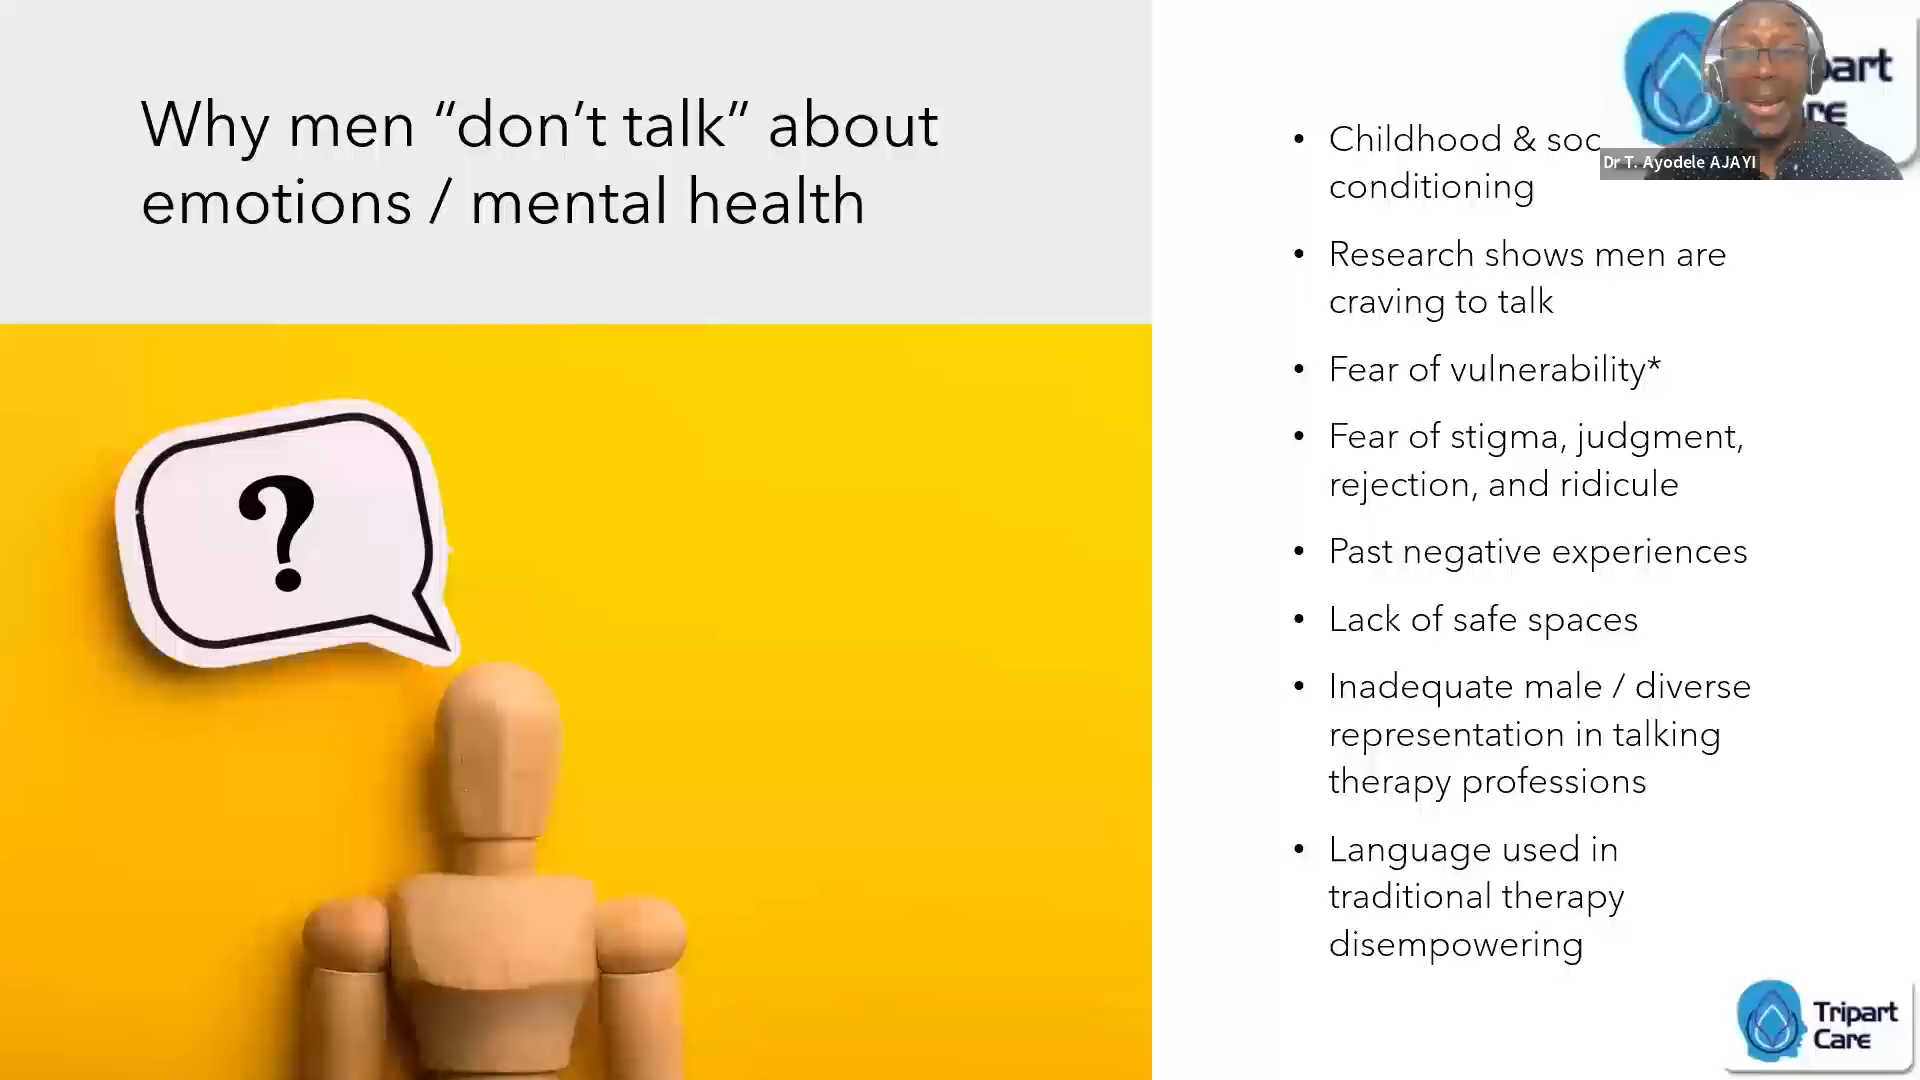 Why men “don’t talk” about
emotions / mental health
?
• Childhood &
conditioning
• Research shows men are
craving to talk
• Fear of vulnerability*
• Fear of stigma, judgment,
rejection, and ridicule
• Past negative experiences
• Lack of safe spaces
• Inadequate male / diverse
representation in talking
therapy professions
• Language used in
traditional therapy
disempowering
Dr T. Ayodele AJAYI
Tripart
Care